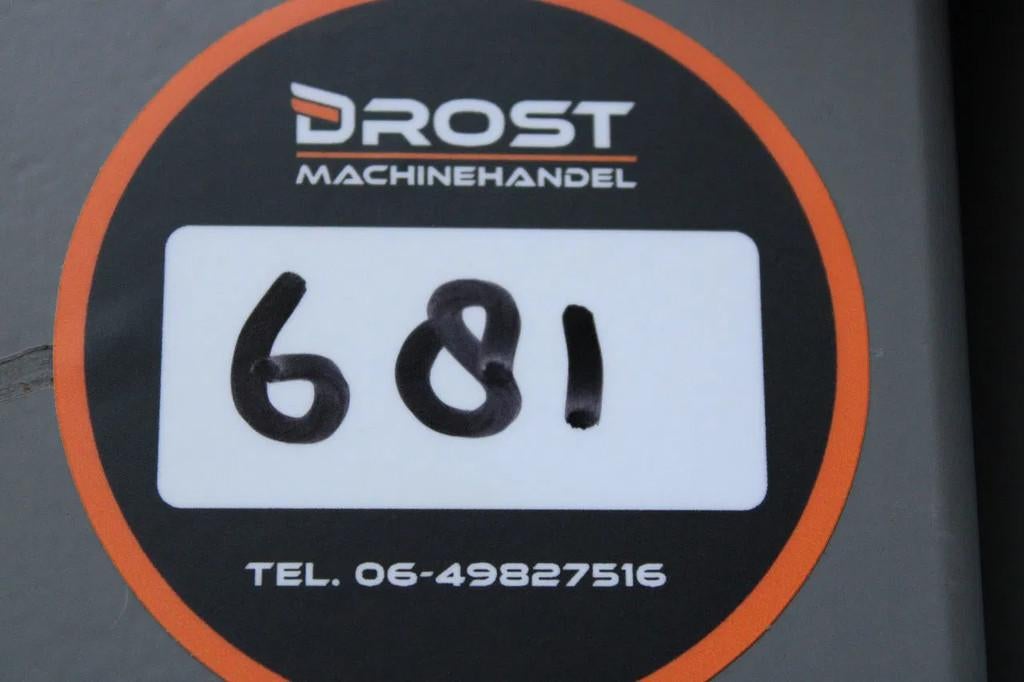 DROST
MACHINEHANDEL
681
TEL. 06-49827516